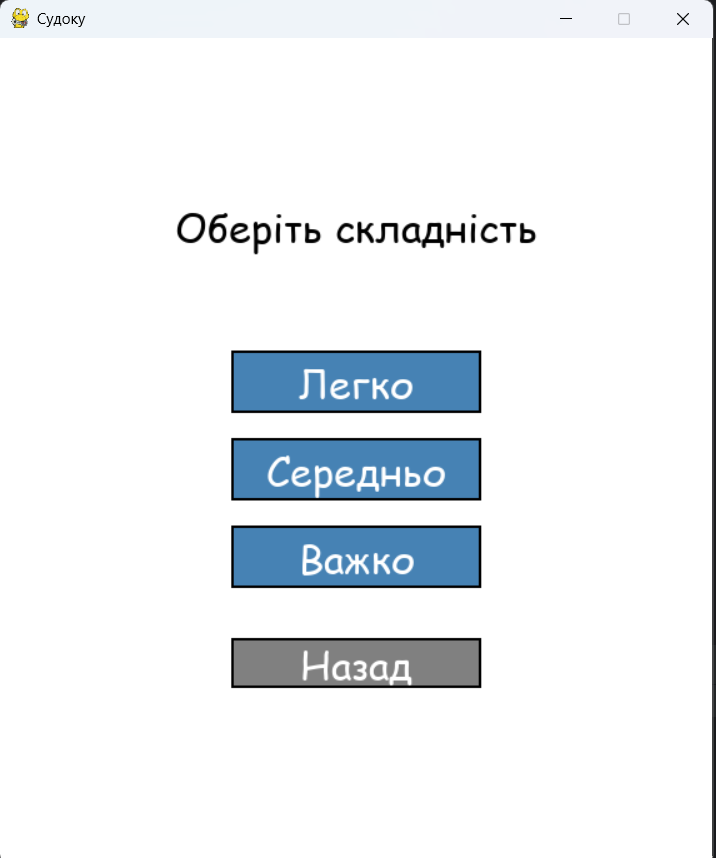 Судоку
Оберіть складність
Легко
Середньо
Важко
Назад